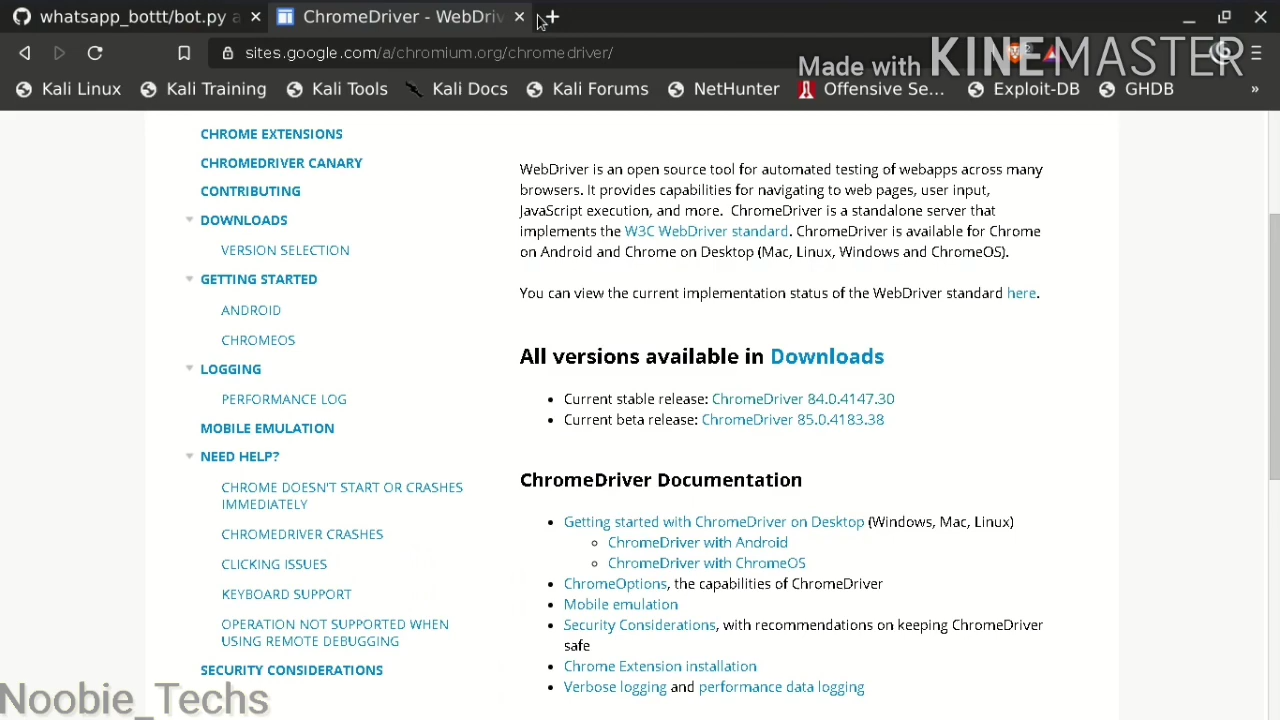 whatsapp_bottt/bot.py a
ChromeDriver - WebDriv
sites.google.com/a/chromium.org/chromedriver/
Made with KINEMASTER
Kali Linux
Kali Training
Kali Tools
Kali Docs
Kali Forums
NetHunter
Offensive Se...
Exploit-DB
GHDB
»
CHROME EXTENSIONS
CHROMEDRIVER CANARY
CONTRIBUTING
DOWNLOADS
VERSION SELECTION
GETTING STARTED
ANDROID
CHROMEOS
LOGGING
PERFORMANCE LOG
MOBILE EMULATION
NEED HELP?
CHROME DOESN'T START OR CRASHES
IMMEDIATELY
CHROMEDRIVER CRASHES
CLICKING ISSUES
KEYBOARD SUPPORT
OPERATION NOT SUPPORTED WHEN
USING REMOTE DEBUGGING
SECURITY CONSIDERATIONS
WebDriver is an open source tool for automated testing of webapps across many
browsers. It provides capabilities for navigating to web pages, user input,
JavaScript execution, and more.  ChromeDriver is a standalone server that
implements the W3C WebDriver standard. ChromeDriver is available for Chrome
on Android and Chrome on Desktop (Mac, Linux, Windows and ChromeOS).
You can view the current implementation status of the WebDriver standard here.
All versions available in Downloads
• Current stable release: ChromeDriver 84.0.4147.30
• Current beta release: ChromeDriver 85.0.4183.38
ChromeDriver Documentation
• Getting started with ChromeDriver on Desktop (Windows, Mac, Linux)
◦ ChromeDriver with Android
◦ ChromeDriver with ChromeOS
• ChromeOptions, the capabilities of ChromeDriver
• Mobile emulation
• Security Considerations, with recommendations on keeping ChromeDriver
safe
• Chrome Extension installation
• Verbose logging and performance data logging
Noobie_Techs